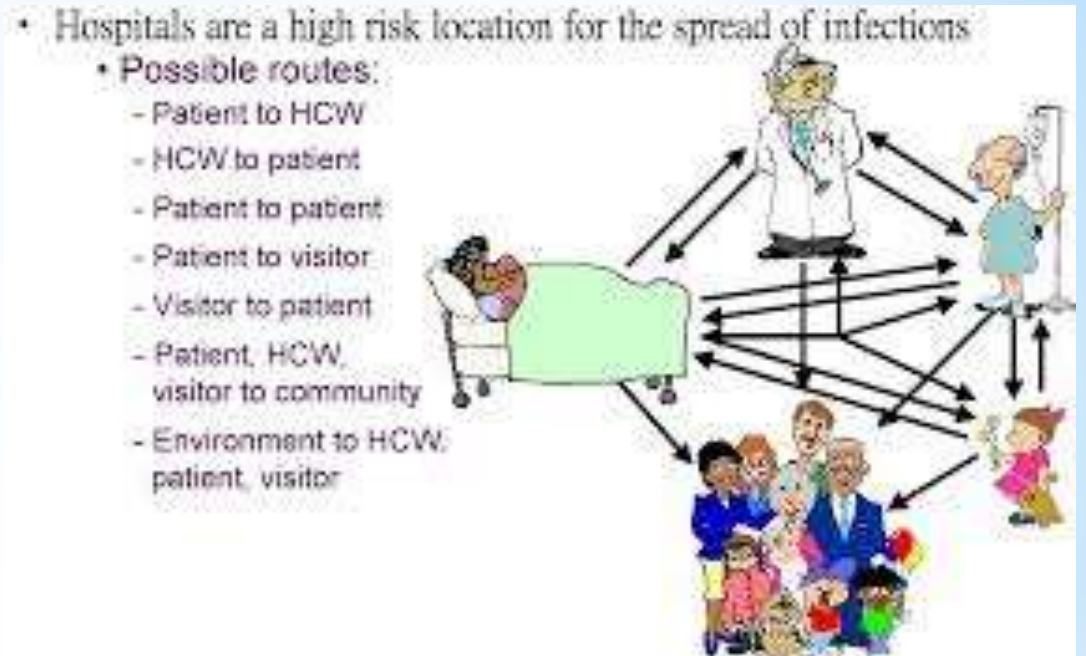 • Hospitals are a high risk location for the spread of infections
• Possible routes:
- Patient to HCW
- HCW to patient
- Patient to patient
- Patient to visitor
- Visitor to patient
- Patient, HCW,
visitor to community
- Environment to HCW,
patient, visitor